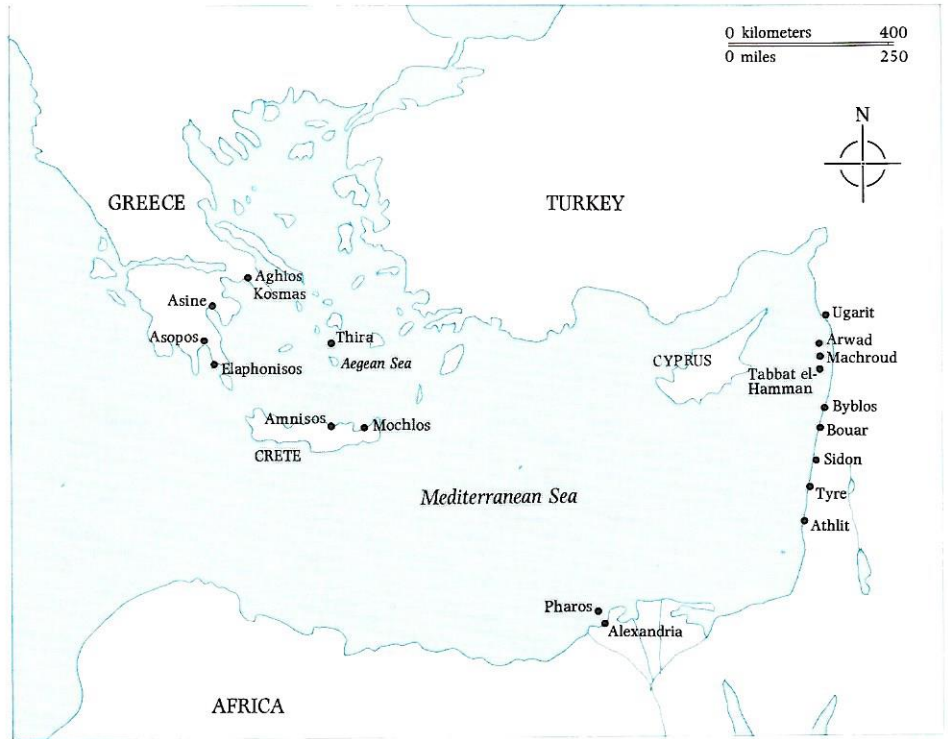 0 kilometers 400
0 miles 250
N
GREECE
TURKEY
Aghios
Kosmas
Asine
Ugarit
Asopos
Thira
Arwad
Aegean Sea
CYPRUS
Machroud
Elaphonisos
Tabbat el-
Hamman
Byblos
Amnisos
Mochlos
Bouar
CRETE
Sidon
Mediterranean Sea
Tyre
Athlit
Pharos
Alexandria
AFRICA